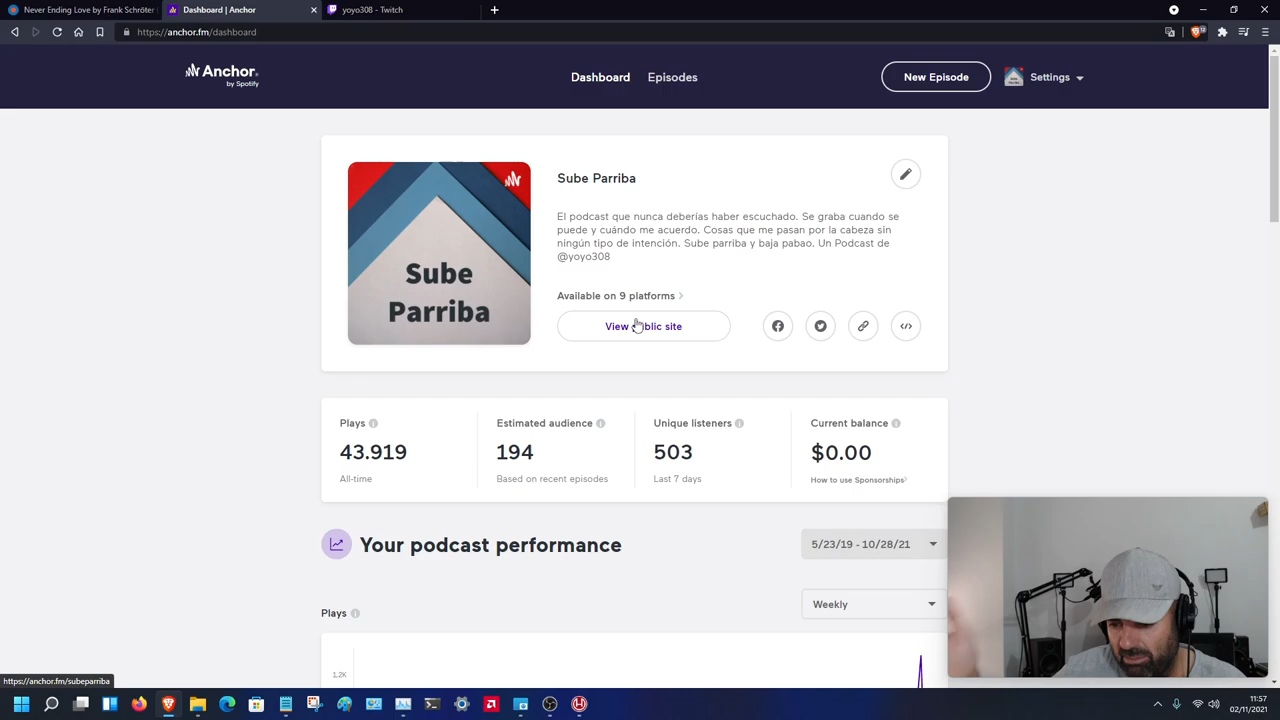 Never Ending Love by Frank Schröter
Dashboard | Anchor
yoyo308 - Twitch
https://anchor.fm/dashboard
Anchor
by Spotify
Dashboard
Episodes
New Episode
Settings
Sube Parriba
Sube Parriba
El podcast que nunca deberías haber escuchado. Se graba cuando se
puede y cuándo me acuerdo. Cosas que me pasan por la cabeza sin
ningún tipo de intención. Sube parriba y baja pabao. Un Podcast de
@yoyo308
Available on 9 platforms
View public site
Plays
43.919
All-time
Estimated audience
194
Based on recent episodes
Unique listeners
503
Last 7 days
Current balance
$0.00
How to use Sponsorships
Your podcast performance
5/23/19 - 10/28/21
Plays
Weekly
1,2K
https://anchor.fm/subeparriba
11:57
02/11/2021